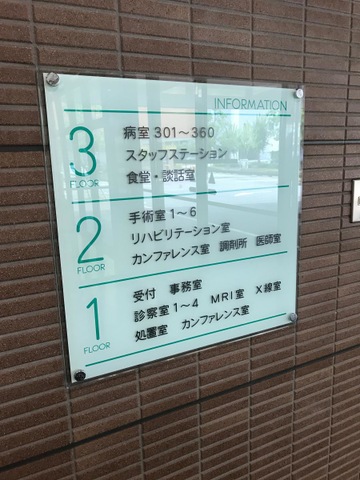 INFORMATION
3 FLOOR
病室 301～360
スタッフステーション
食堂・談話室
2 FLOOR
手術室 1～6
リハビリテーション室
カンファレンス室 調剤所 医師室
1 FLOOR
受付 事務室
診察室 1～4 MRI室 X線室
処置室 カンファレンス室